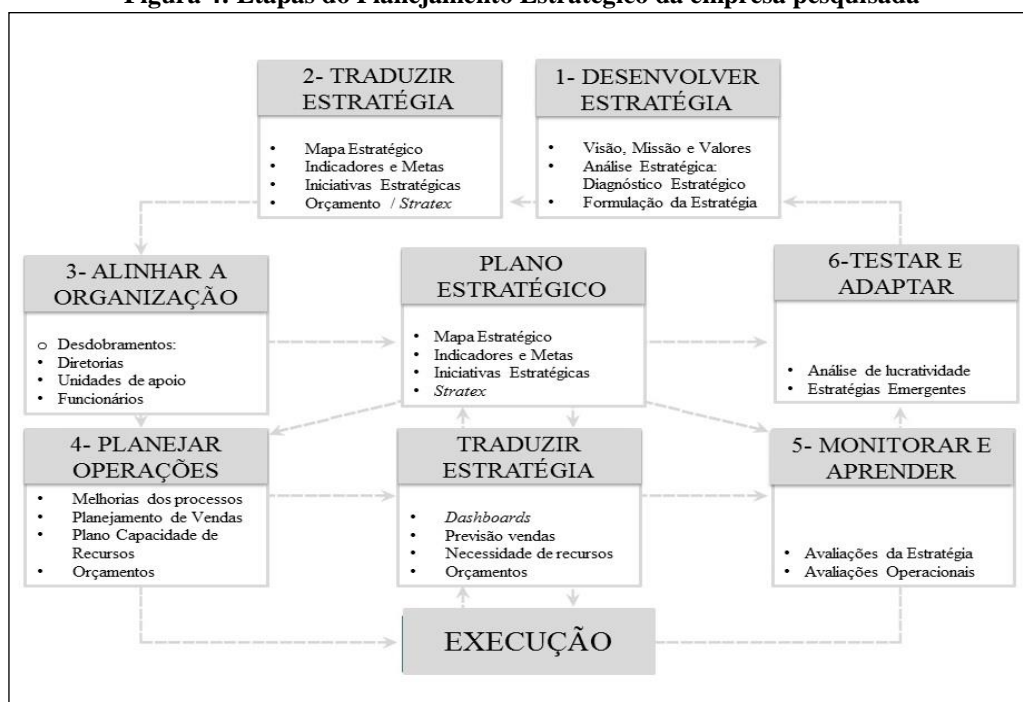 Figura 4: Etapas do Planejamento Estratégico da empresa pesquisada
2- TRADUZIR
ESTRATÉGIA
• Mapa Estratégico
• Indicadores e Metas
• Iniciativas Estratégicas
• Orçamento / Stratex
1- DESENVOLVER
ESTRATÉGIA
• Visão, Missão e Valores
• Análise Estratégica:
Diagnóstico Estratégico
• Formulação da Estratégia
3- ALINHAR A
ORGANIZAÇÃO
o Desdobramentos:
• Diretorias
• Unidades de apoio
• Funcionários
PLANO
ESTRATÉGICO
• Mapa Estratégico
• Indicadores e Metas
• Iniciativas Estratégicas
• Stratex
6-TESTAR E
ADAPTAR
• Análise de lucratividade
• Estratégias Emergentes
4- PLANEJAR
OPERAÇÕES
• Melhorias dos processos
• Planejamento de Vendas
• Plano Capacidade de
Recursos
• Orçamentos
TRADUZIR
ESTRATÉGIA
• Dashboards
• Previsão vendas
• Necessidade de recursos
• Orçamentos
5- MONITORAR E
APRENDER
• Avaliações da Estratégia
• Avaliações Operacionais
EXECUÇÃO